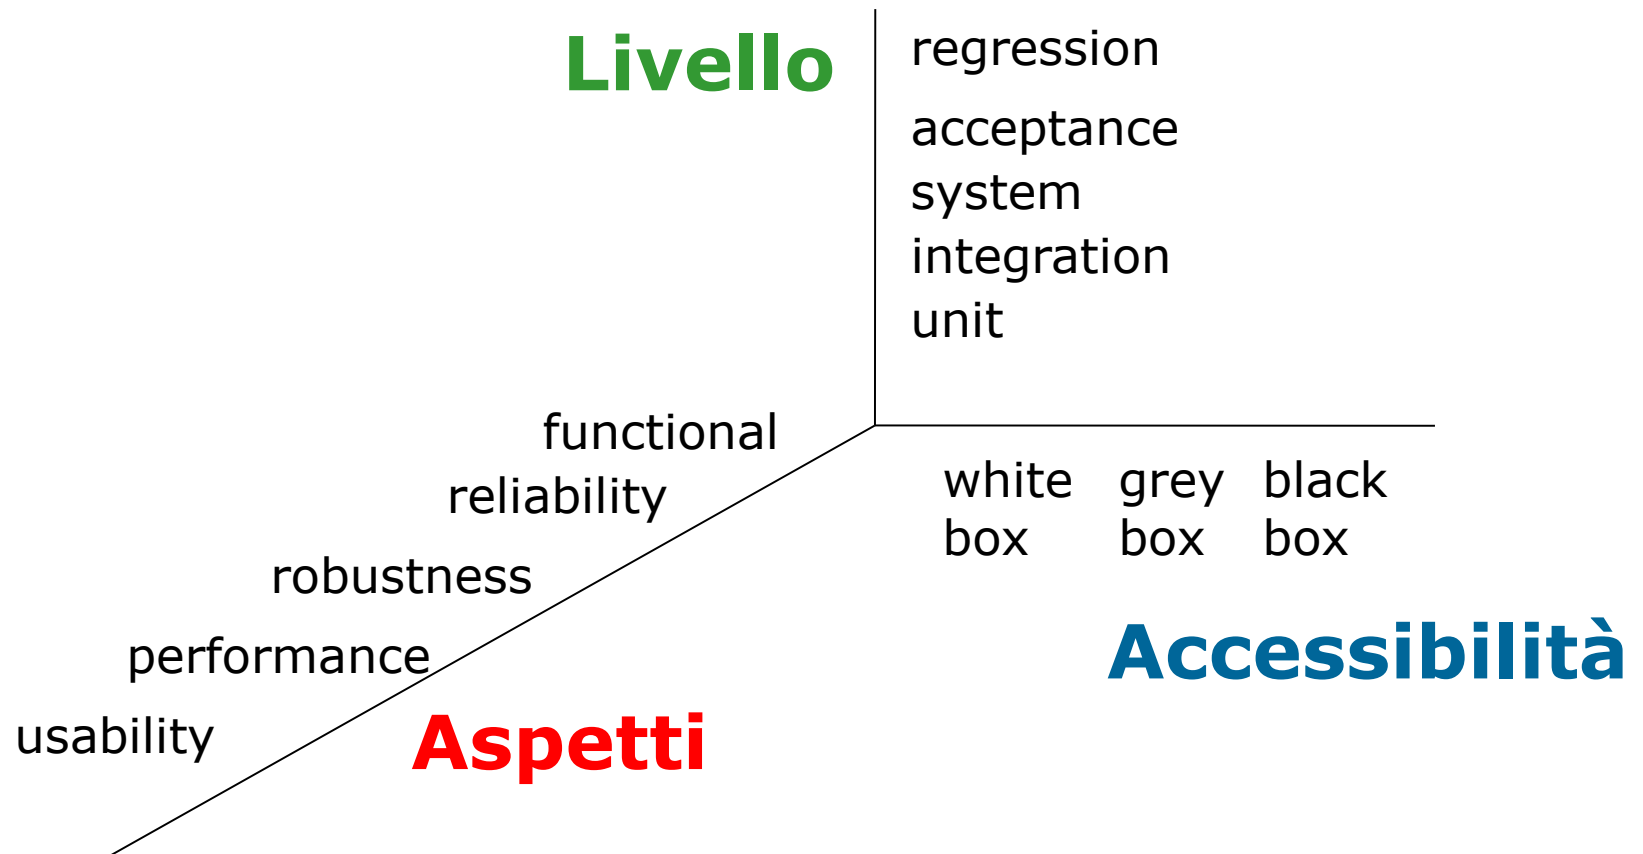 Livello
regression
acceptance
system
integration
unit
functional
reliability
robustness
performance
usability
Aspetti
white grey black
box box box
Accessibilità